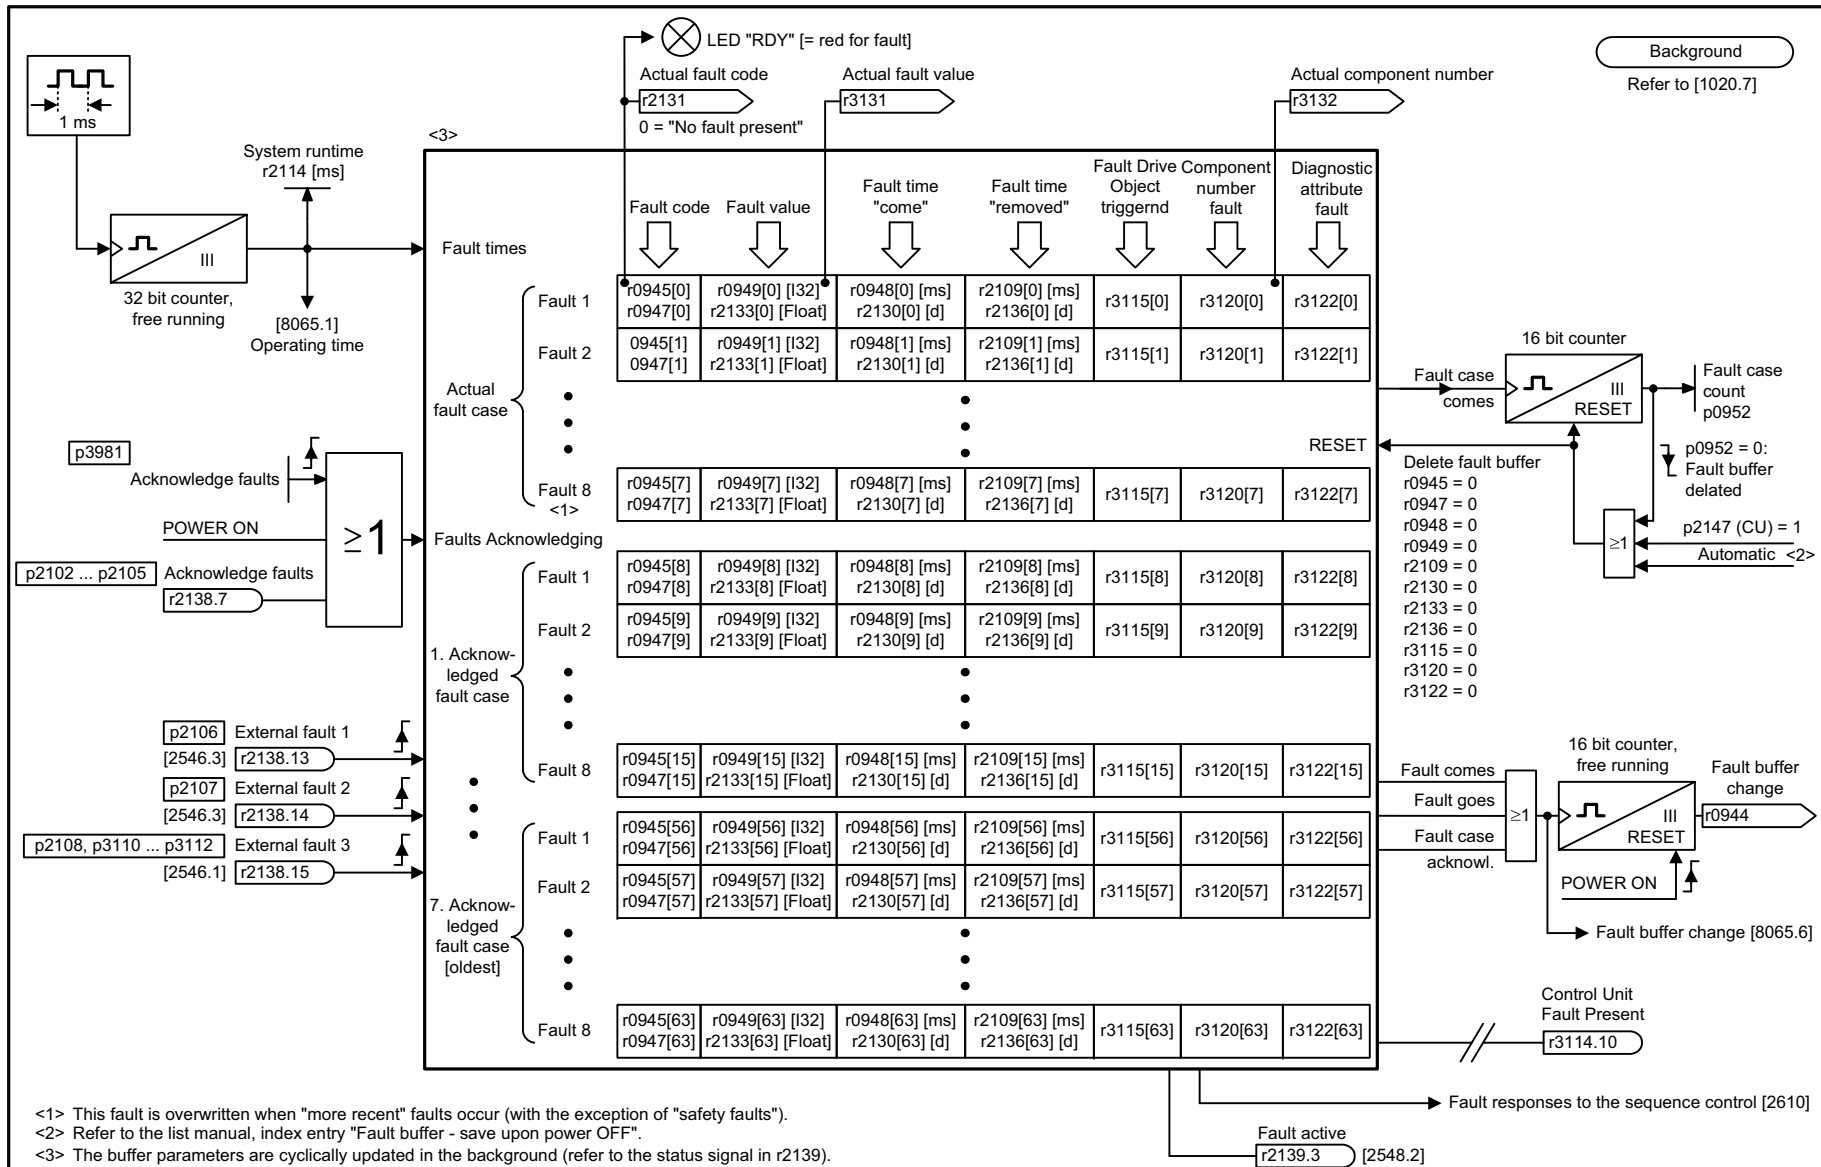 LED "RDY" [= red for fault]
Background
Refer to [1020.7]
1 ms
Actual fault code
r2131
0 = "No fault present"
Actual fault value
r3131
Actual component number
r3132
<3>
System runtime
r2114 [ms]
III
32 bit counter,
free running
[8065.1]
Operating time
Fault times
Fault code
Fault value
Fault time
"come"
Fault time
"removed"
Fault Drive
Object
triggernd
Component
number
fault
Diagnostic
attribute
fault
Actual
fault case
Fault 1
r0945[0]
r0947[0]
r0949[0] [I32]
r2133[0] [Float]
r0948[0] [ms]
r2130[0] [d]
r2109[0] [ms]
r2136[0] [d]
r3115[0]
r3120[0]
r3122[0]
Fault 2
0945[1]
0947[1]
r0949[1] [I32]
r2133[1] [Float]
r0948[1] [ms]
r2130[1] [d]
r2109[1] [ms]
r2136[1] [d]
r3115[1]
r3120[1]
r3122[1]
Fault 8
<1>
r0945[7]
r0947[7]
r0949[7] [I32]
r2133[7] [Float]
r0948[7] [ms]
r2130[7] [d]
r2109[7] [ms]
r2136[7] [d]
r3115[7]
r3120[7]
r3122[7]
p3981
Acknowledge faults
POWER ON
p2102 ... p2105
Acknowledge faults
r2138.7
≥1
Faults Acknowledging
1. Acknow-
ledged
fault case
Fault 1
r0945[8]
r0947[8]
r0949[8] [I32]
r2133[8] [Float]
r0948[8] [ms]
r2130[8] [d]
r2109[8] [ms]
r2136[8] [d]
r3115[8]
r3120[8]
r3122[8]
Fault 2
r0945[9]
r0947[9]
r0949[9] [I32]
r2133[9] [Float]
r0948[9] [ms]
r2130[9] [d]
r2109[9] [ms]
r2136[9] [d]
r3115[9]
r3120[9]
r3122[9]
Fault 8
r0945[15]
r0947[15]
r0949[15] [I32]
r2133[15] [Float]
r0948[15] [ms]
r2130[15] [d]
r2109[15] [ms]
r2136[15] [d]
r3115[15]
r3120[15]
r3122[15]
p2106
External fault 1
[2546.3]
r2138.13
p2107
External fault 2
[2546.3]
r2138.14
p2108, p3110 ... p3112
External fault 3
[2546.1]
r2138.15
7. Acknow-
ledged
fault case
[oldest]
Fault 1
r0945[56]
r0947[56]
r0949[56] [I32]
r2133[56] [Float]
r0948[56] [ms]
r2130[56] [d]
r2109[56] [ms]
r2136[56] [d]
r3115[56]
r3120[56]
r3122[56]
Fault 2
r0945[57]
r0947[57]
r0949[57] [I32]
r2133[57] [Float]
r0948[57] [ms]
r2130[57] [d]
r2109[57] [ms]
r2136[57] [d]
r3115[57]
r3120[57]
r3122[57]
Fault 8
r0945[63]
r0947[63]
r0949[63] [I32]
r2133[63] [Float]
r0948[63] [ms]
r2130[63] [d]
r2109[63] [ms]
r2136[63] [d]
r3115[63]
r3120[63]
r3122[63]
16 bit counter
Fault case
comes
III
RESET
Fault case
count
p0952
RESET
p0952 = 0:
Fault buffer
delated
≥1
p2147 (CU) = 1
Automatic <2>
Delete fault buffer
r0945 = 0
r0947 = 0
r0948 = 0
r0949 = 0
r2109 = 0
r2130 = 0
r2133 = 0
r2136 = 0
r3115 = 0
r3120 = 0
r3122 = 0
Fault comes
Fault goes
Fault case
acknowl.
≥1
16 bit counter,
free running
III
RESET
POWER ON
Fault buffer
change
r0944
Fault buffer change [8065.6]
Control Unit
Fault Present
r3114.10
Fault responses to the sequence control [2610]
Fault active
r2139.3
[2548.2]
<1> This fault is overwritten when "more recent" faults occur (with the exception of "safety faults").
<2> Refer to the list manual, index entry "Fault buffer - save upon power OFF".
<3> The buffer parameters are cyclically updated in the background (refer to the status signal in r2139).